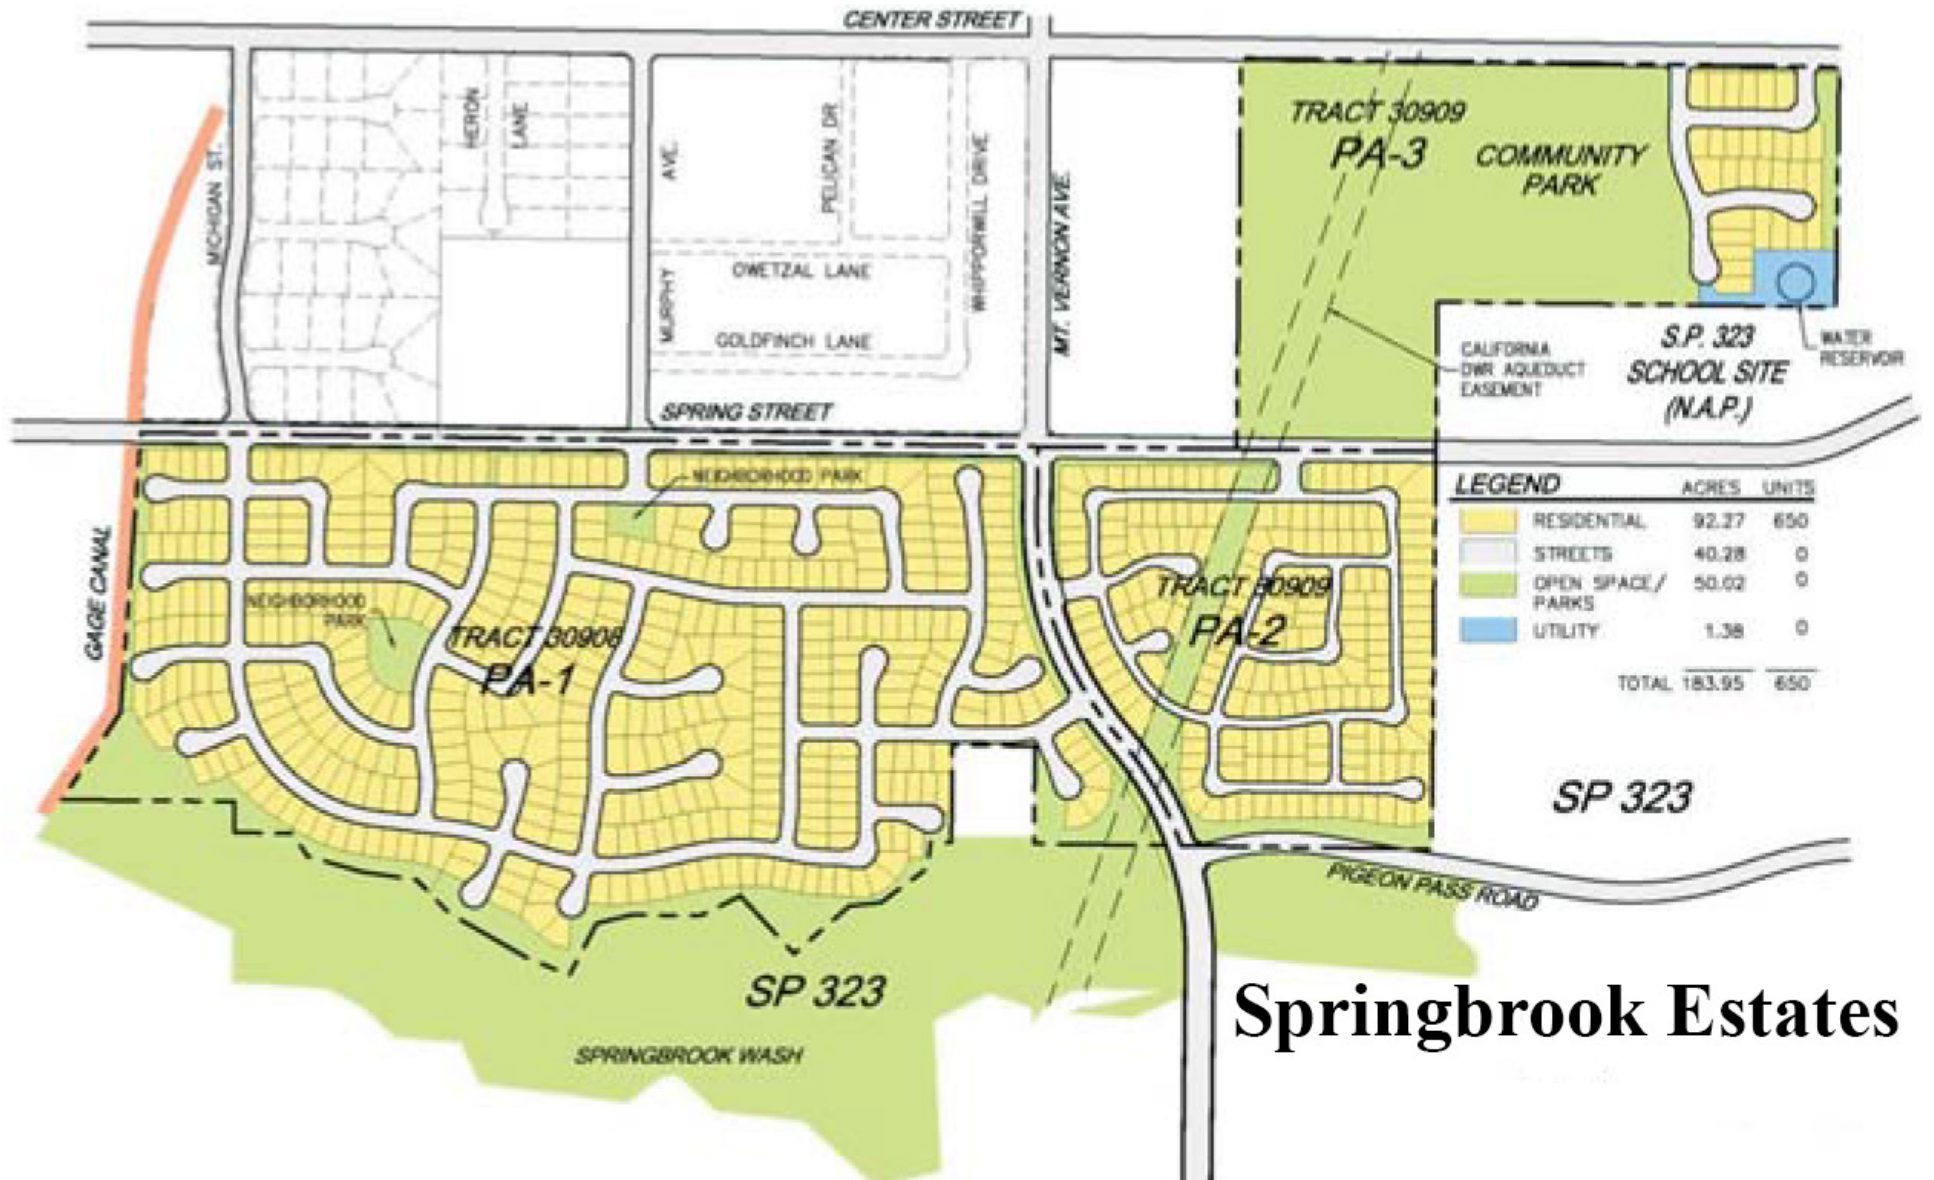 CENTER STREET
MICHIGAN ST.
HERON
LANE
AVE.
MURPHY
PELICAN DR
WHIPPORWILL DRIVE
OWETZAL LANE
GOLDFINCH LANE
MT. VERNON AVE.
SPRING STREET
TRACT 30909
PA-3
COMMUNITY
PARK
CALIFORNIA
DWR AQUEDUCT
EASEMENT
S.P. 323
SCHOOL SITE
(N.A.P.)
WATER
RESERVOIR
GAGE CANAL
NEIGHBORHOOD PARK
NEIGHBORHOOD
PARK
TRACT 30908
PA-1
TRACT 30909
PA-2
LEGEND ACRES UNITS
RESIDENTIAL 92.27 650
STREETS 40.28 0
OPEN SPACE/ 50.02 0
PARKS
UTILITY 1.38 0
TOTAL 183.95 650
SP 323
PIGEON PASS ROAD
SP 323
SPRINGBROOK WASH
Springbrook Estates